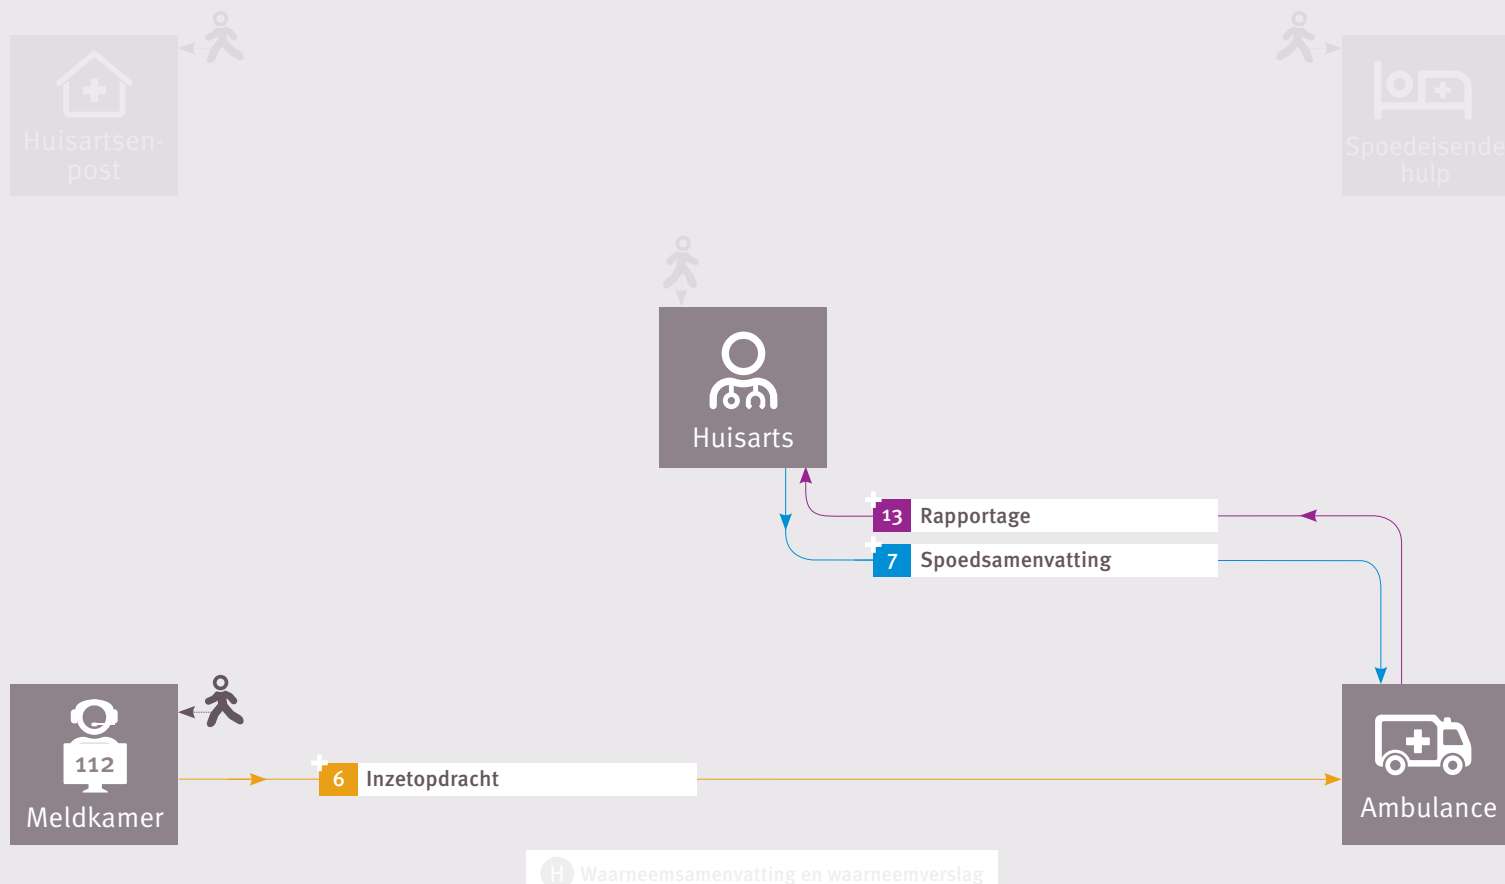 Huisartsen-
post
Spoedeisende
hulp
Huisarts
13 Rapportage
7 Spoedsamenvatting
112
Meldkamer
6 Inzetopdracht
Ambulance
H Waarneemsamenvatting en waarneemverslag